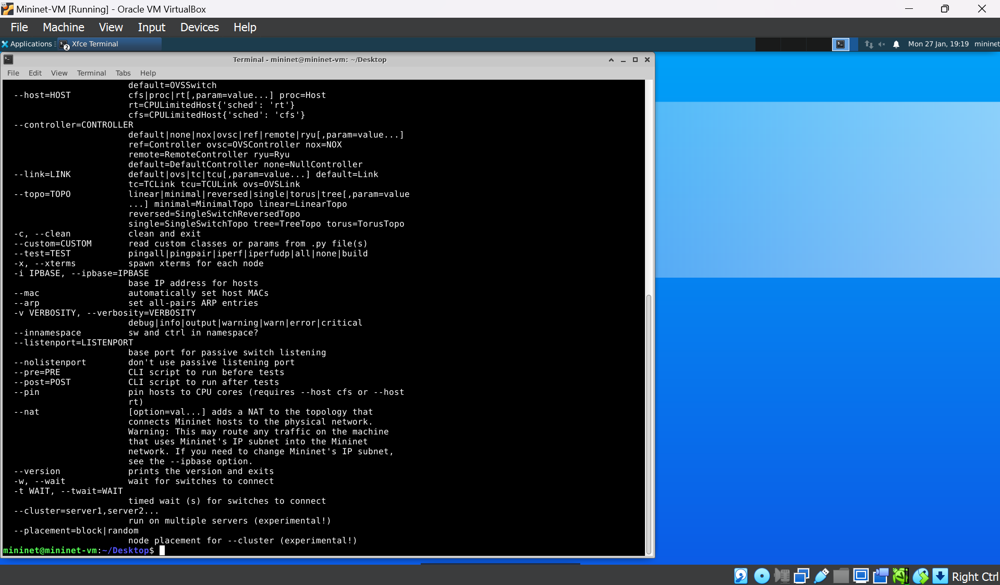 Mininet-VM [Running] - Oracle VM VirtualBox
File Machine View Input Devices Help
Applications Xfce Terminal Mon 27 Jan, 19:19 mininet
Terminal - mininet@mininet-vm: ~/Desktop
File Edit View Terminal Tabs Help
default=OVSSwitch
--host=HOST cfs|proc|rt[,param=value...] proc=Host
rt=CPULimitedHost{'sched': 'rt'}
cfs=CPULimitedHost{'sched': 'cfs'}
--controller=CONTROLLER
default|none|nox|ovsc|ref|remote|ryu[,param=value...]
ref=Controller ovsc=OVSController nox=NOX
remote=RemoteController ryu=Ryu
default=DefaultController none=NullController
--link=LINK default|ovs|tc|tcu[,param=value...] default=Link
tc=TCLink tcu=TCULink ovs=OVSLink
--topo=TOPO linear|minimal|reversed|single|torus|tree[,param=value
...] minimal=MinimalTopo linear=LinearTopo
reversed=SingleSwitchReversedTopo
single=SingleSwitchTopo tree=TreeTopo torus=TorusTopo
-c, --clean clean and exit
--custom=CUSTOM read custom classes or params from .py file(s)
--test=TEST pingall|pingpair|iperf|iperfudp|all|none|build
-x, --xterms spawn xterms for each node
-i IPBASE, --ipbase=IPBASE
base IP address for hosts
--mac automatically set host MACs
--arp set all-pairs ARP entries
-v VERBOSITY, --verbosity=VERBOSITY
debug|info|output|warning|warn|error|critical
--innamespace sw and ctrl in namespace?
--listenport=LISTENPORT
base port for passive switch listening
--nolistenport don't use passive listening port
--pre=PRE CLI script to run before tests
--post=POST CLI script to run after tests
--pin pin hosts to CPU cores (requires --host cfs or --host
rt)
--nat [option=val...] adds a NAT to the topology that
connects Mininet hosts to the physical network.
Warning: This may route any traffic on the machine
that uses Mininet's IP subnet into the Mininet
network. If you need to change Mininet's IP subnet,
see the --ipbase option.
--version prints the version and exits
-w, --wait wait for switches to connect
-t WAIT, --twait=WAIT
timed wait (s) for switches to connect
--cluster=server1,server2...
run on multiple servers (experimental!)
--placement=block|random
node placement for --cluster (experimental!)
mininet@mininet-vm:~/Desktop$
Right Ctrl